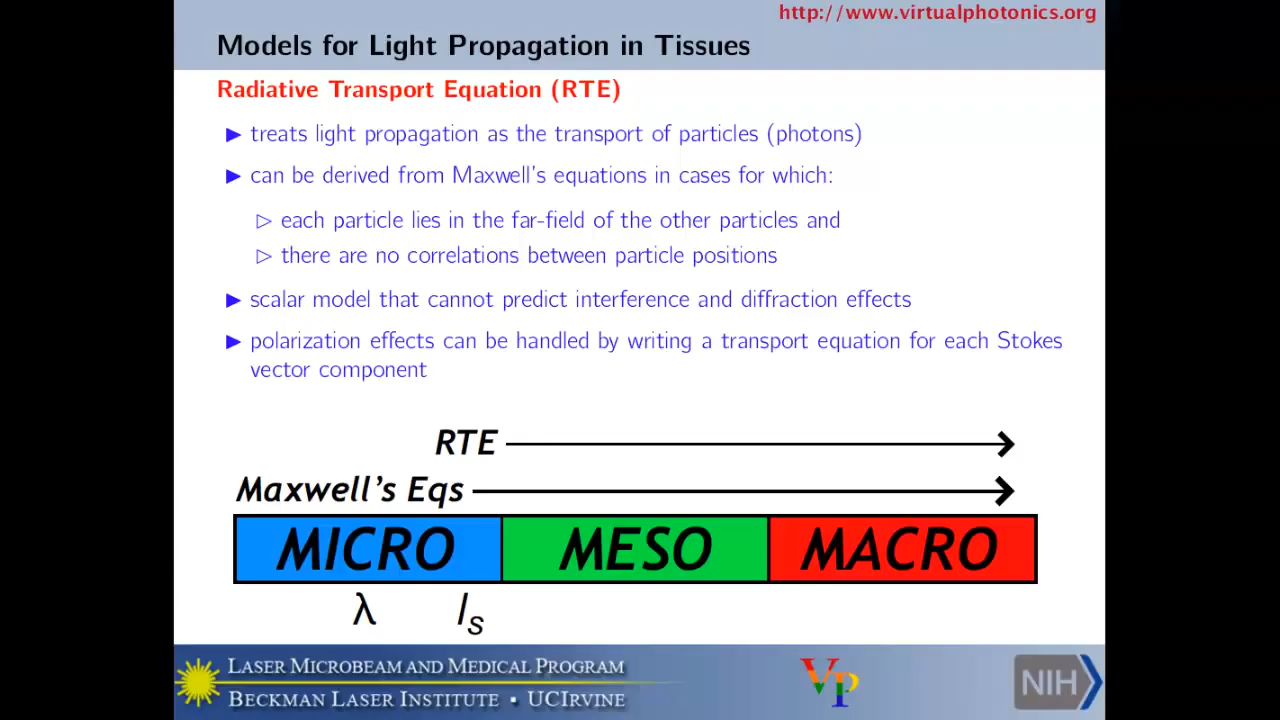 http://www.virtualphotonics.org
Models for Light Propagation in Tissues
Radiative Transport Equation (RTE)
▶ treats light propagation as the transport of particles (photons)
▶ can be derived from Maxwell's equations in cases for which:
▷ each particle lies in the far-field of the other particles and
▷ there are no correlations between particle positions
▶ scalar model that cannot predict interference and diffraction effects
▶ polarization effects can be handled by writing a transport equation for each Stokes
vector component
RTE
Maxwell's Eqs
MICRO MESO MACRO
λ ls
LASER MICROBEAM AND MEDICAL PROGRAM
BECKMAN LASER INSTITUTE ▪ UCIRVINE
VP
NIH